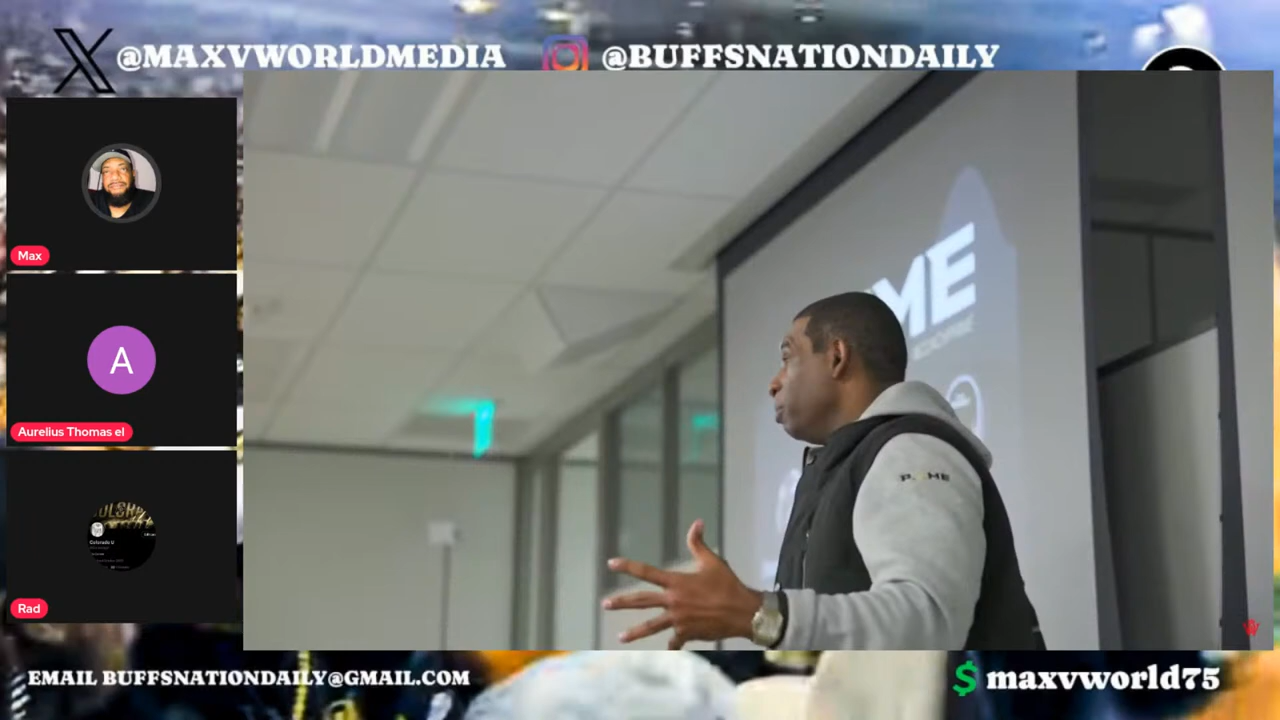 @MAXVWORLDMEDIA
@BUFFSNATIONDAILY
Max
A
Aurelius Thomas el
Rad
ME
EMAIL BUFFSNATIONDAILY@GMAIL.COM
$ maxvworld75